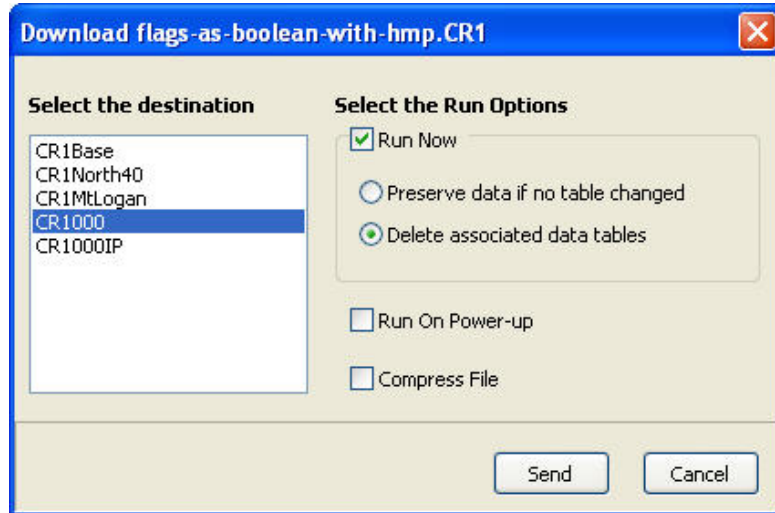 Download flags-as-boolean-with-hmp.CR1
Select the destination
CR1Base
CR1North40
CR1MtLogan
CR1000
CR1000IP
Select the Run Options
Run Now
Preserve data if no table changed
Delete associated data tables
Run On Power-up
Compress File
Send
Cancel